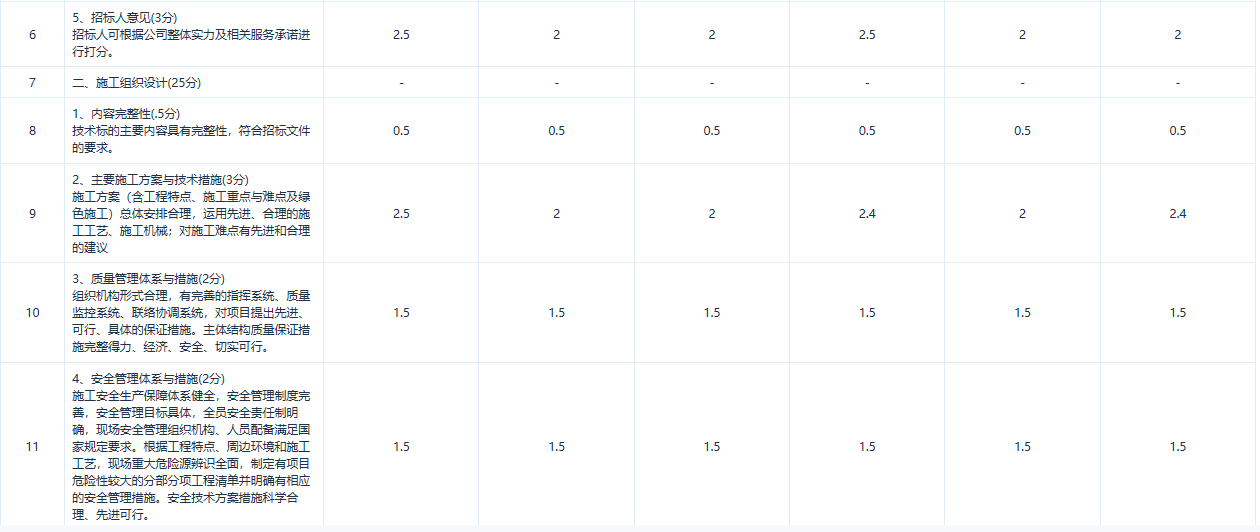 5、招标人意见(3分)
6
招标人可根据公司整体实力及相关服务承诺进
2.5
2
2
2.5
2
2
行打分。
7
二、施工组织设计(25分)
-
-
-
-
-
-
1、内容完整性(.5分)
8
技术标的主要内容具有完整性，符合招标文件
0.5
0.5
0.5
0.5
0.5
0.5
的要求。
2、主要施工方案与技术措施(3分)
施工方案（含工程特点、施工重点与难点及绿
9
色施工）总体安排合理，运用先进、合理的施
2.5
2
2
2.4
2
2.4
工工艺、施工机械；对施工难点有先进和合理
的建议
3、质量管理体系与措施(2分)
组织机构形式合理，有完善的指挥系统、质量
10
监控系统、联络协调系统，对项目提出先进、
1.5
1.5
1.5
1.5
1.5
1.5
可行、具体的保证措施。主体结构质量保证措
施完整得力、经济、安全、切实可行。
4、安全管理体系与措施(2分)
施工安全生产保障体系健全，安全管理制度完
善，安全管理目标具体，全员安全责任制明
确，现场安全管理组织机构、人员配备满足国
11
家规定要求。根据工程特点、周边环境和施工
1.5
1.5
1.5
1.5
1.5
1.5
工艺，现场重大危险源辨识全面，制定有项目
危险性较大的分部分项工程清单并明确有相应
的安全管理措施。安全技术方案措施科学合
理、先进可行。